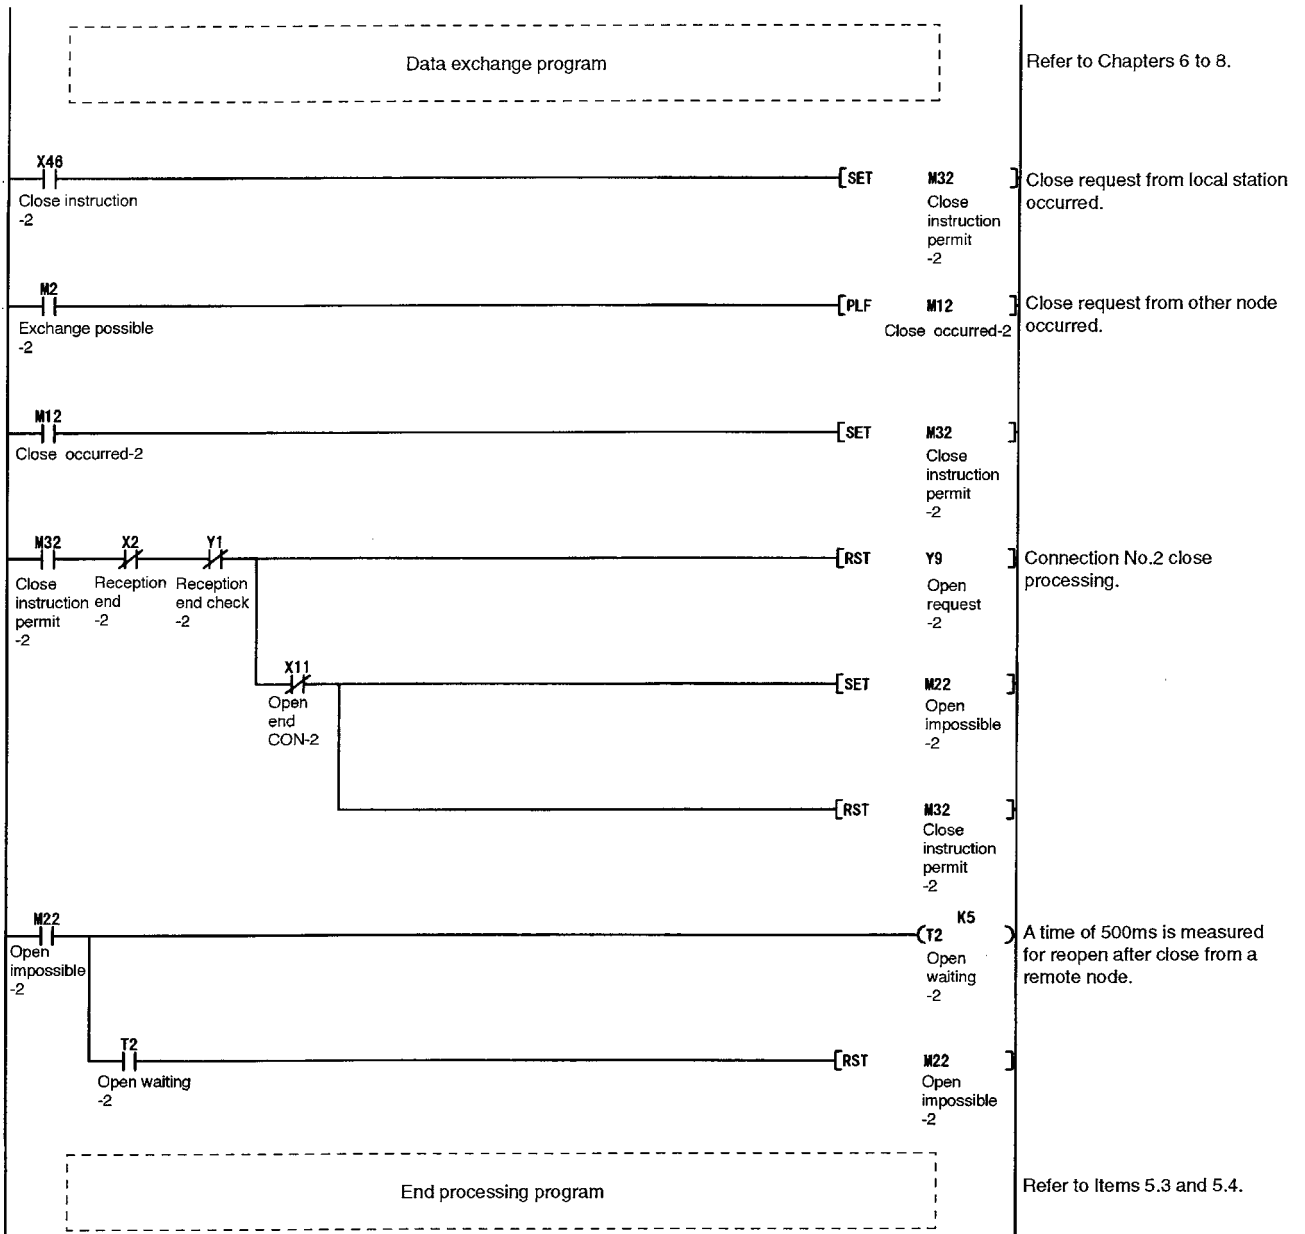 Data exchange program
Refer to Chapters 6 to 8.
X46
Close instruction
-2
[SET M32 ]
Close
instruction
permit
-2
Close request from local station
occurred.
M2
Exchange possible
-2
[PLF M12 ]
Close occurred-2
Close request from other node
occurred.
M12
Close occurred-2
[SET M32 ]
Close
instruction
permit
-2
M32
Close
instruction
permit
-2
X2
Reception
end
-2
Y1
Reception
end check
-2
[RST Y9 ]
Open
request
-2
Connection No.2 close
processing.
X11
Open
end
CON-2
[SET M22 ]
Open
impossible
-2
[RST M32 ]
Close
instruction
permit
-2
M22
Open
impossible
-2
K5
(T2 )
Open
waiting
-2
A time of 500ms is measured
for reopen after close from a
remote node.
T2
Open waiting
-2
[RST M22 ]
Open
impossible
-2
End processing program
Refer to Items 5.3 and 5.4.